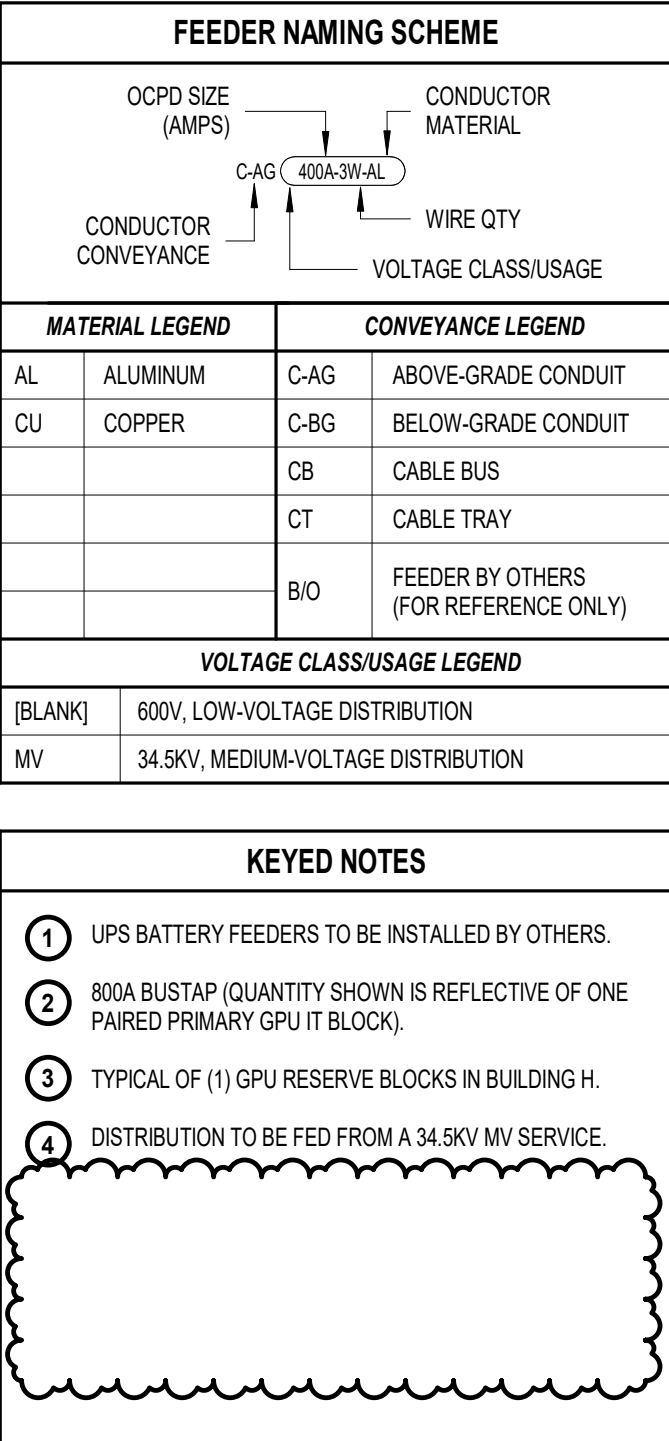 FEEDER NAMING SCHEME
OCPD SIZE
(AMPS)
CONDUCTOR
MATERIAL
C-AG 400A-3W-AL
CONDUCTOR
CONVEYANCE
WIRE QTY
VOLTAGE CLASS/USAGE
MATERIAL LEGEND
CONVEYANCE LEGEND
AL ALUMINUM C-AG ABOVE-GRADE CONDUIT
CU COPPER C-BG BELOW-GRADE CONDUIT
CB CABLE BUS
CT CABLE TRAY
B/O FEEDER BY OTHERS
(FOR REFERENCE ONLY)
VOLTAGE CLASS/USAGE LEGEND
[BLANK] 600V, LOW-VOLTAGE DISTRIBUTION
MV 34.5KV, MEDIUM-VOLTAGE DISTRIBUTION
KEYED NOTES
1 UPS BATTERY FEEDERS TO BE INSTALLED BY OTHERS.
2 800A BUSTAP (QUANTITY SHOWN IS REFLECTIVE OF ONE
PAIRED PRIMARY GPU IT BLOCK).
3 TYPICAL OF (1) GPU RESERVE BLOCKS IN BUILDING H.
4 DISTRIBUTION TO BE FED FROM A 34.5KV MV SERVICE.